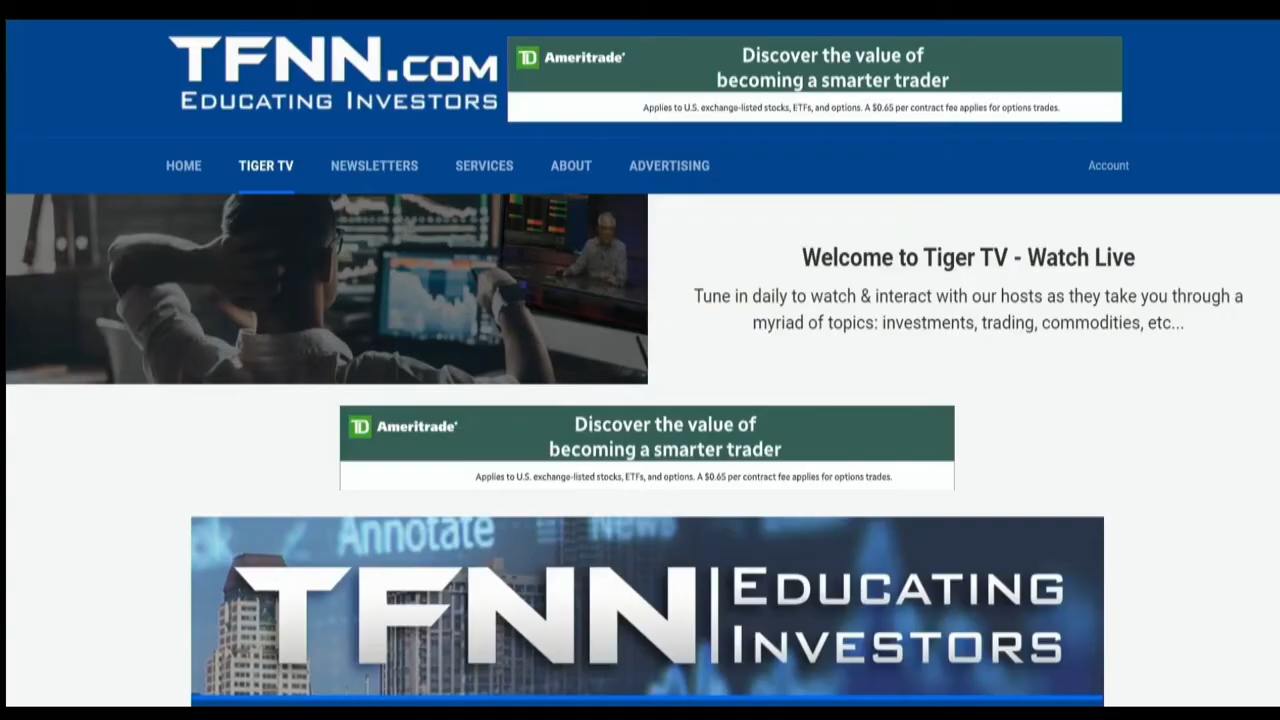 TFNN.COM
EDUCATING INVESTORS
TD Ameritrade®
Discover the value of
becoming a smarter trader
Applies to U.S. exchange-listed stocks, ETFs, and options. A $0.65 per contract fee applies for options trades.
HOME TIGER TV NEWSLETTERS SERVICES ABOUT ADVERTISING Account
Welcome to Tiger TV - Watch Live
Tune in daily to watch & interact with our hosts as they take you through a
myriad of topics: investments, trading, commodities, etc...
TD Ameritrade®
Discover the value of
becoming a smarter trader
Applies to U.S. exchange-listed stocks, ETFs, and options. A $0.65 per contract fee applies for options trades.
Annotate News
TFNN EDUCATING
INVESTORS